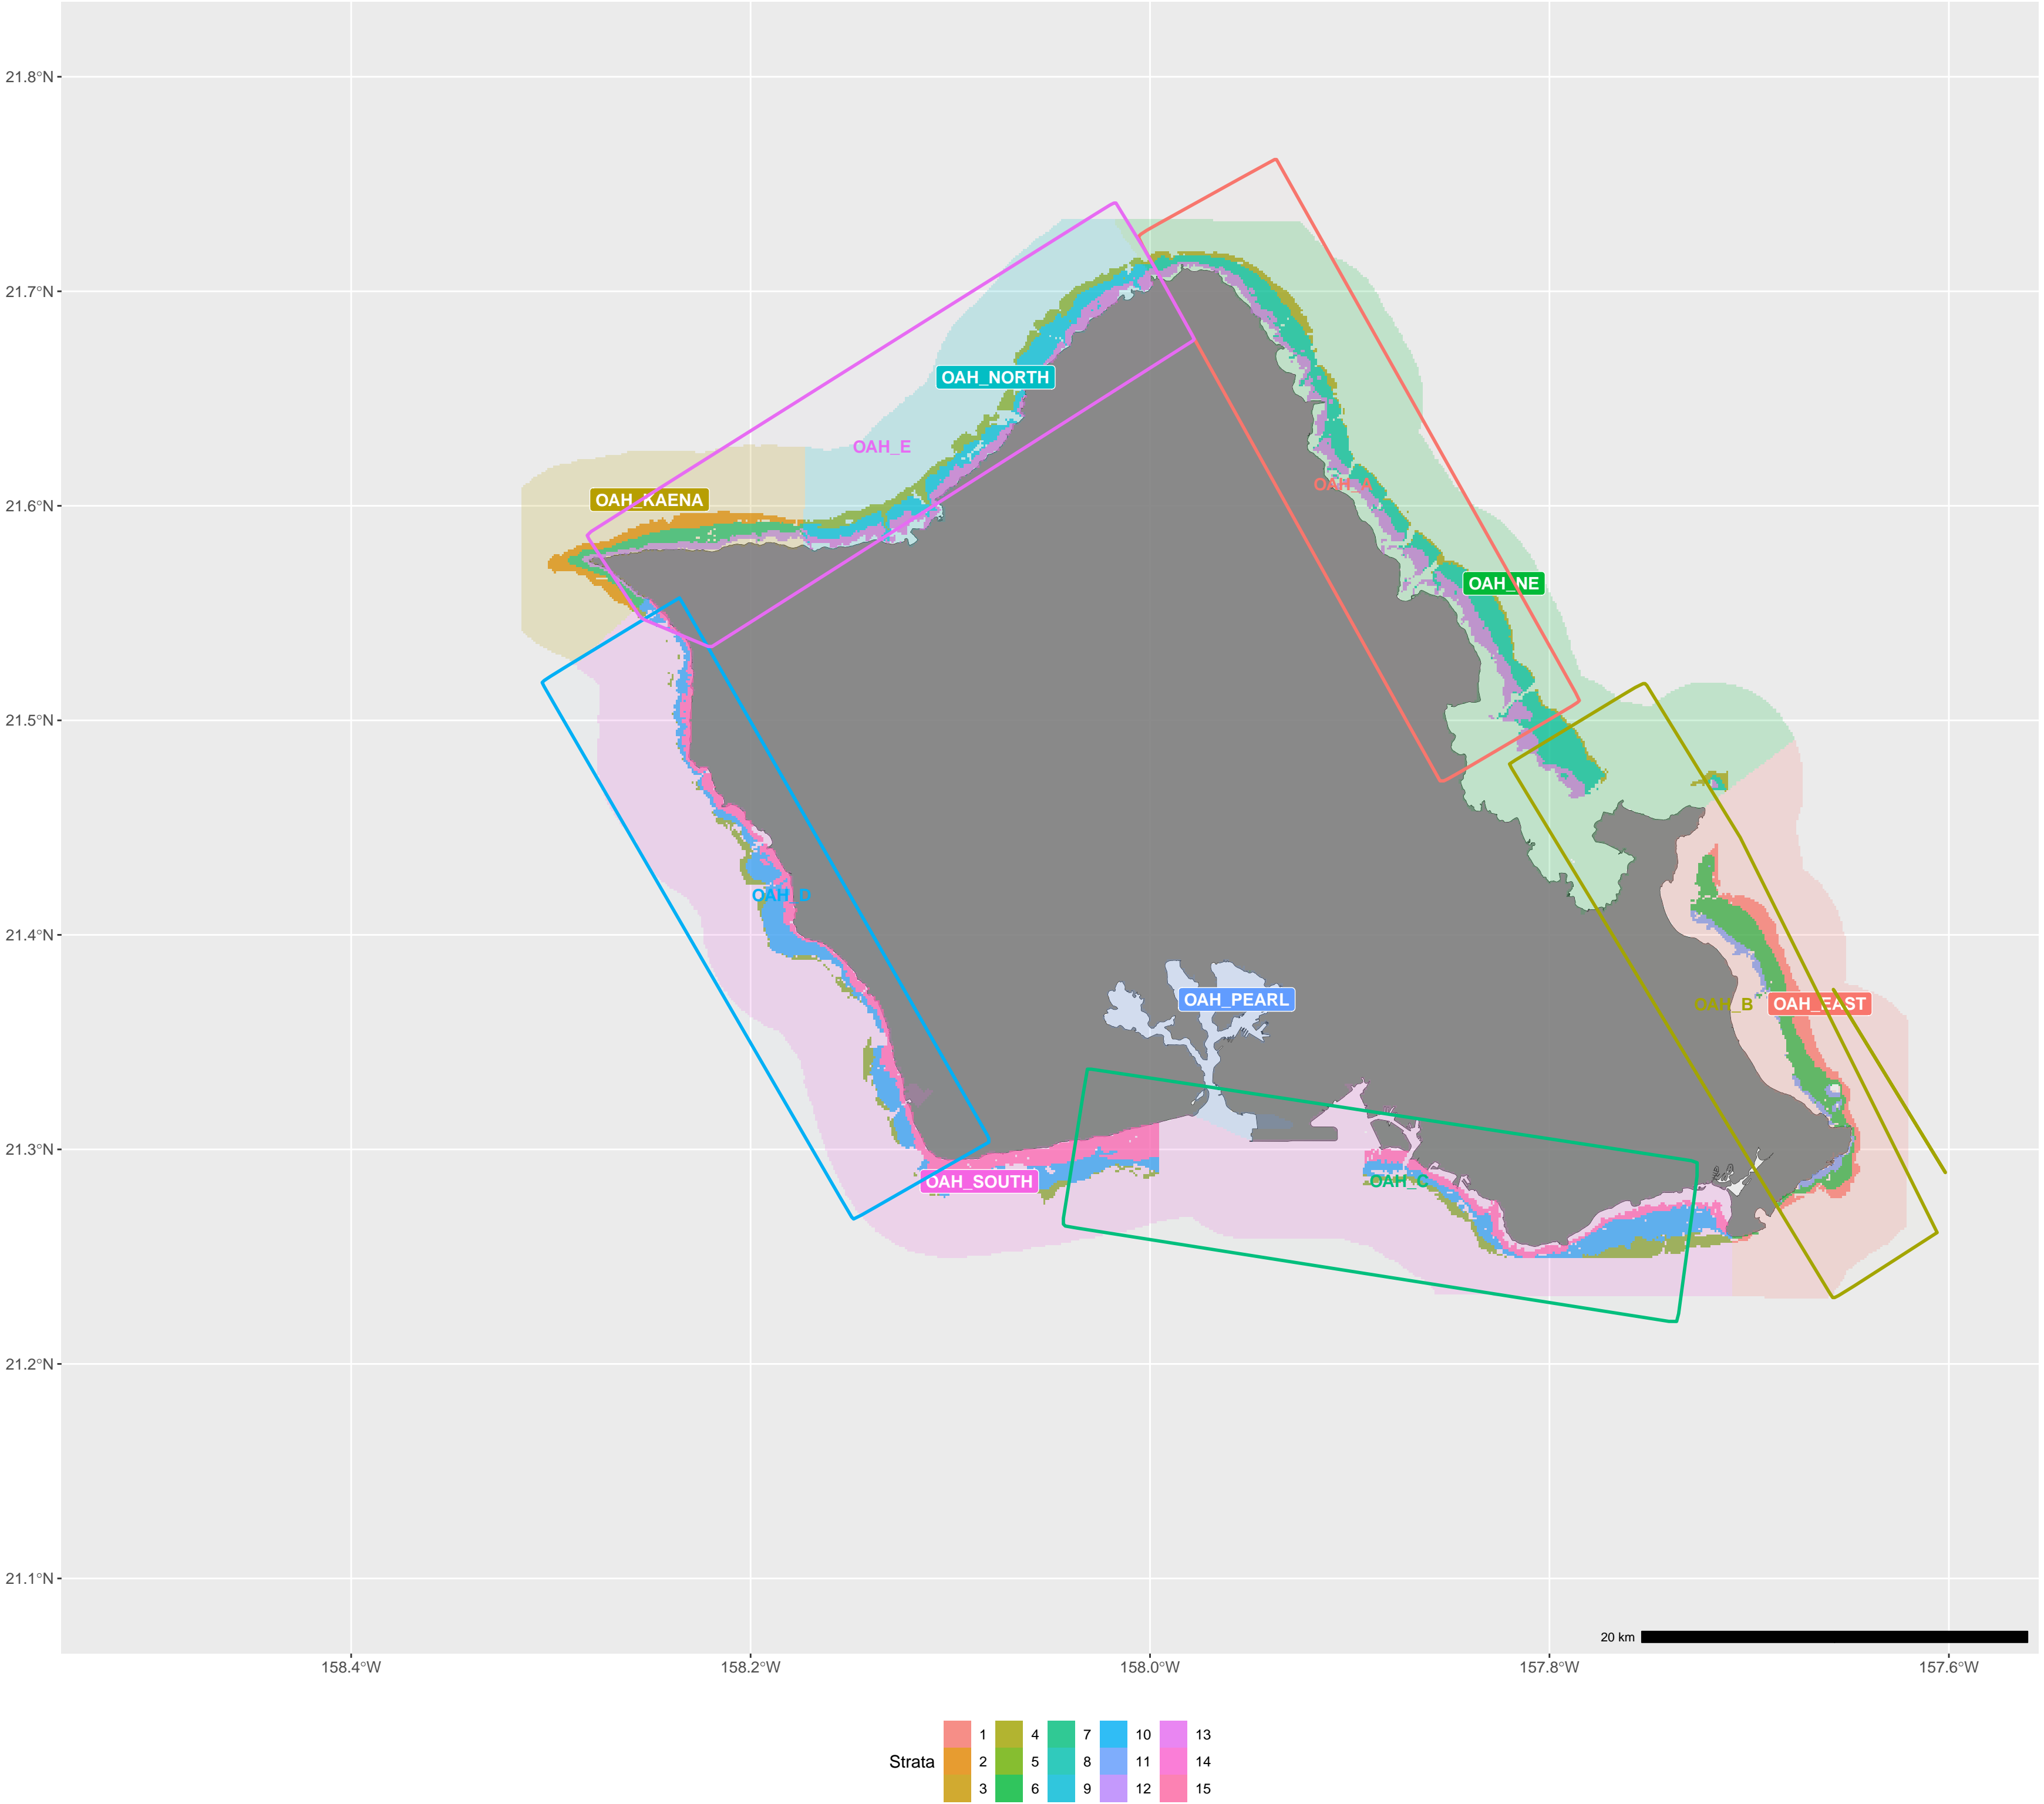 21.8°N
21.7°N
21.6°N
21.5°N
21.4°N
21.3°N
21.2°N
21.1°N
OAH_NORTH
OAH_E
OAH_KAENA
OAH_A
OAH_NE
OAH_D
OAH_PEARL
OAH_B
OAH_EAST
OAH_SOUTH
OAH_C
20 km
158.4°W 158.2°W 158.0°W 157.8°W 157.6°W
Strata
1 4 7 10 13
2 5 8 11 14
3 6 9 12 15